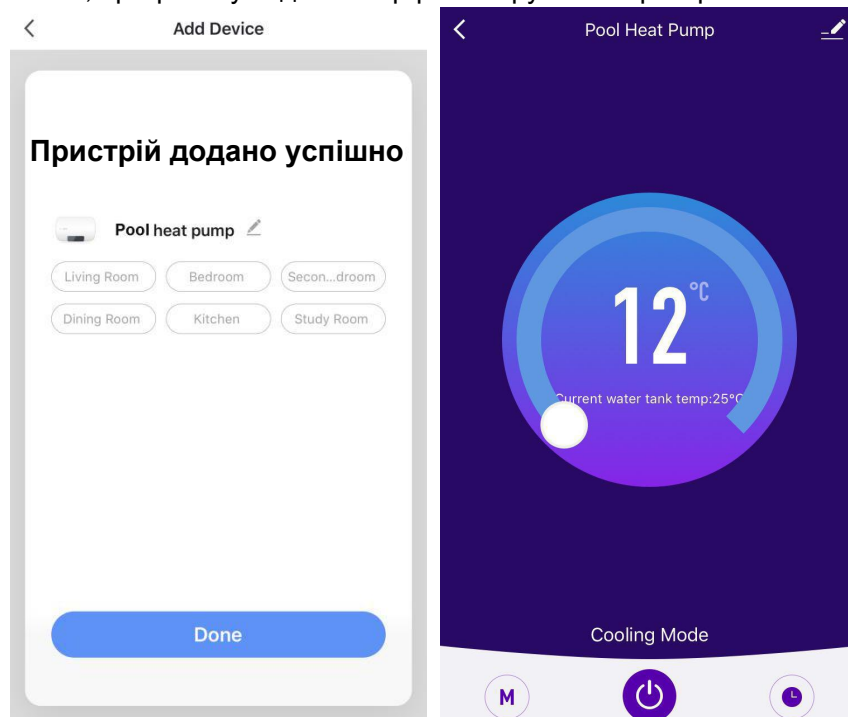 Add Device
Пристрій додано успішно
Pool heat pump
Living Room
Bedroom
Secon...droom
Dining Room
Kitchen
Study Room
Done
Pool Heat Pump
12°C
Current water tank temp:25°C
Cooling Mode
M